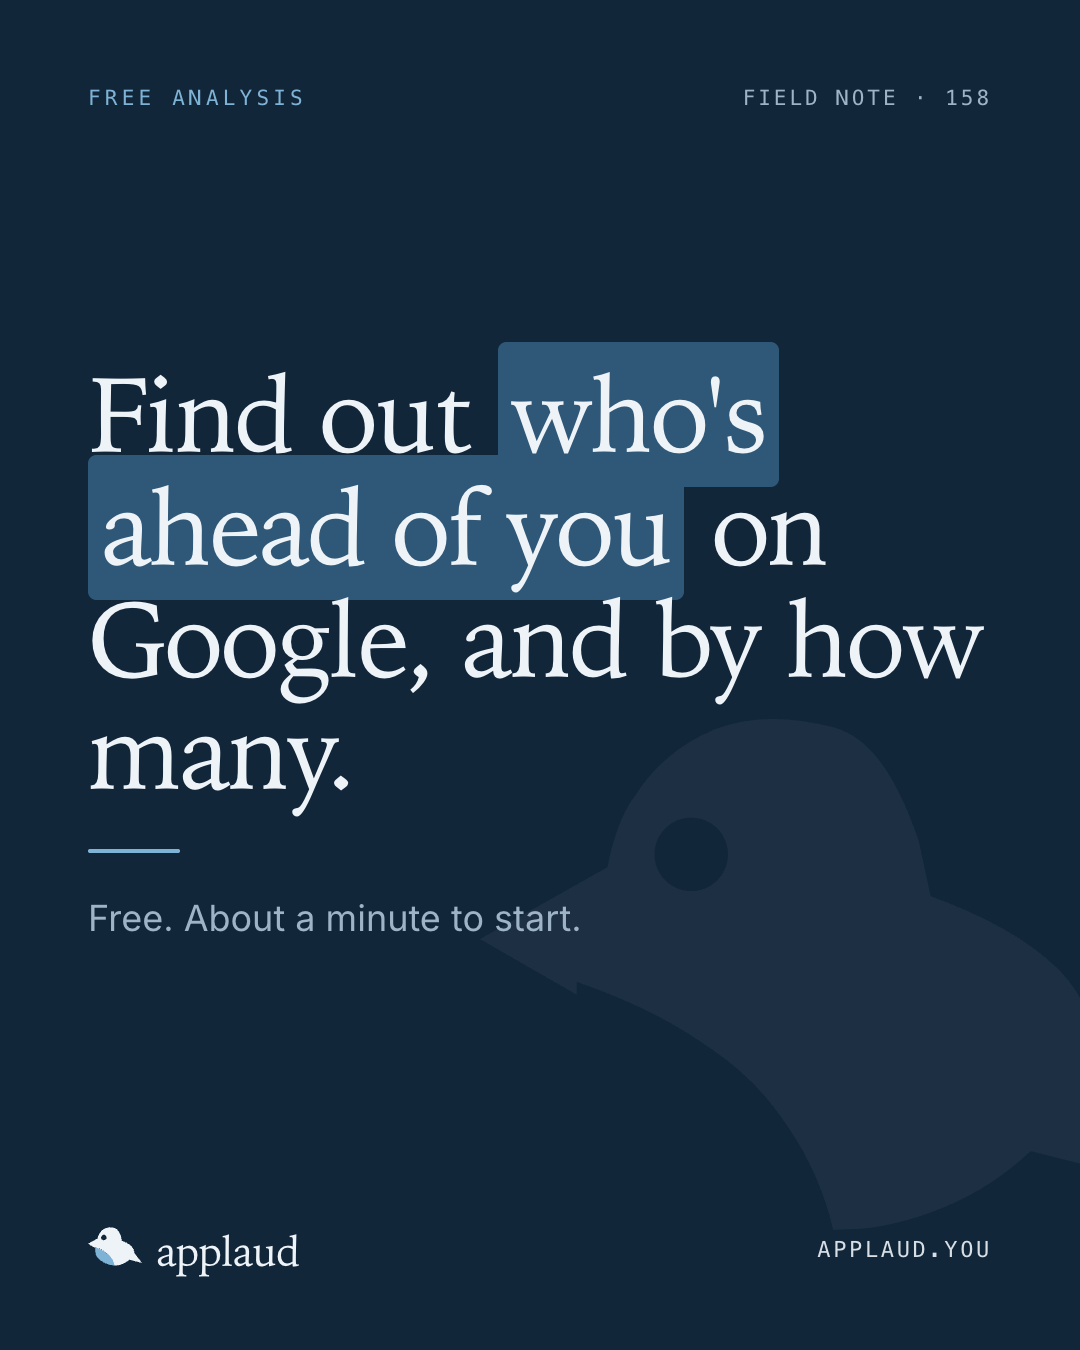 FREE ANALYSIS
FIELD NOTE · 158
Find out who's
ahead of you on
Google, and by how
many.
Free. About a minute to start.
applaud
APPLAUD.YOU